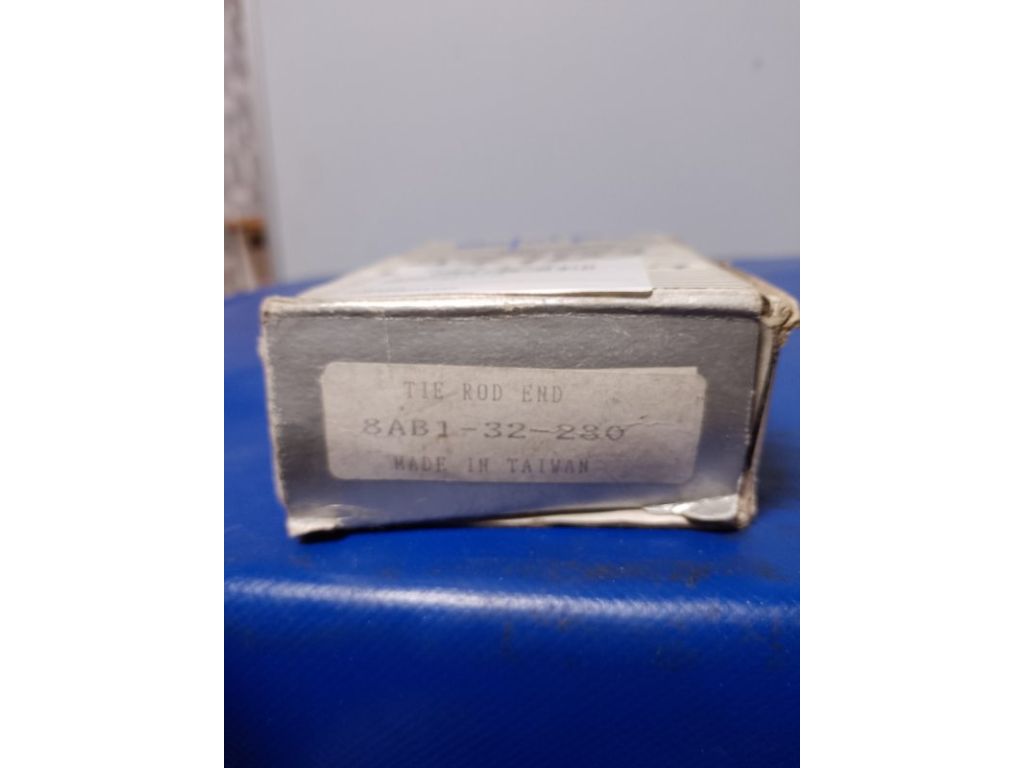 TIE ROD END
8AB1-32-280
MADE IN TAIWAN